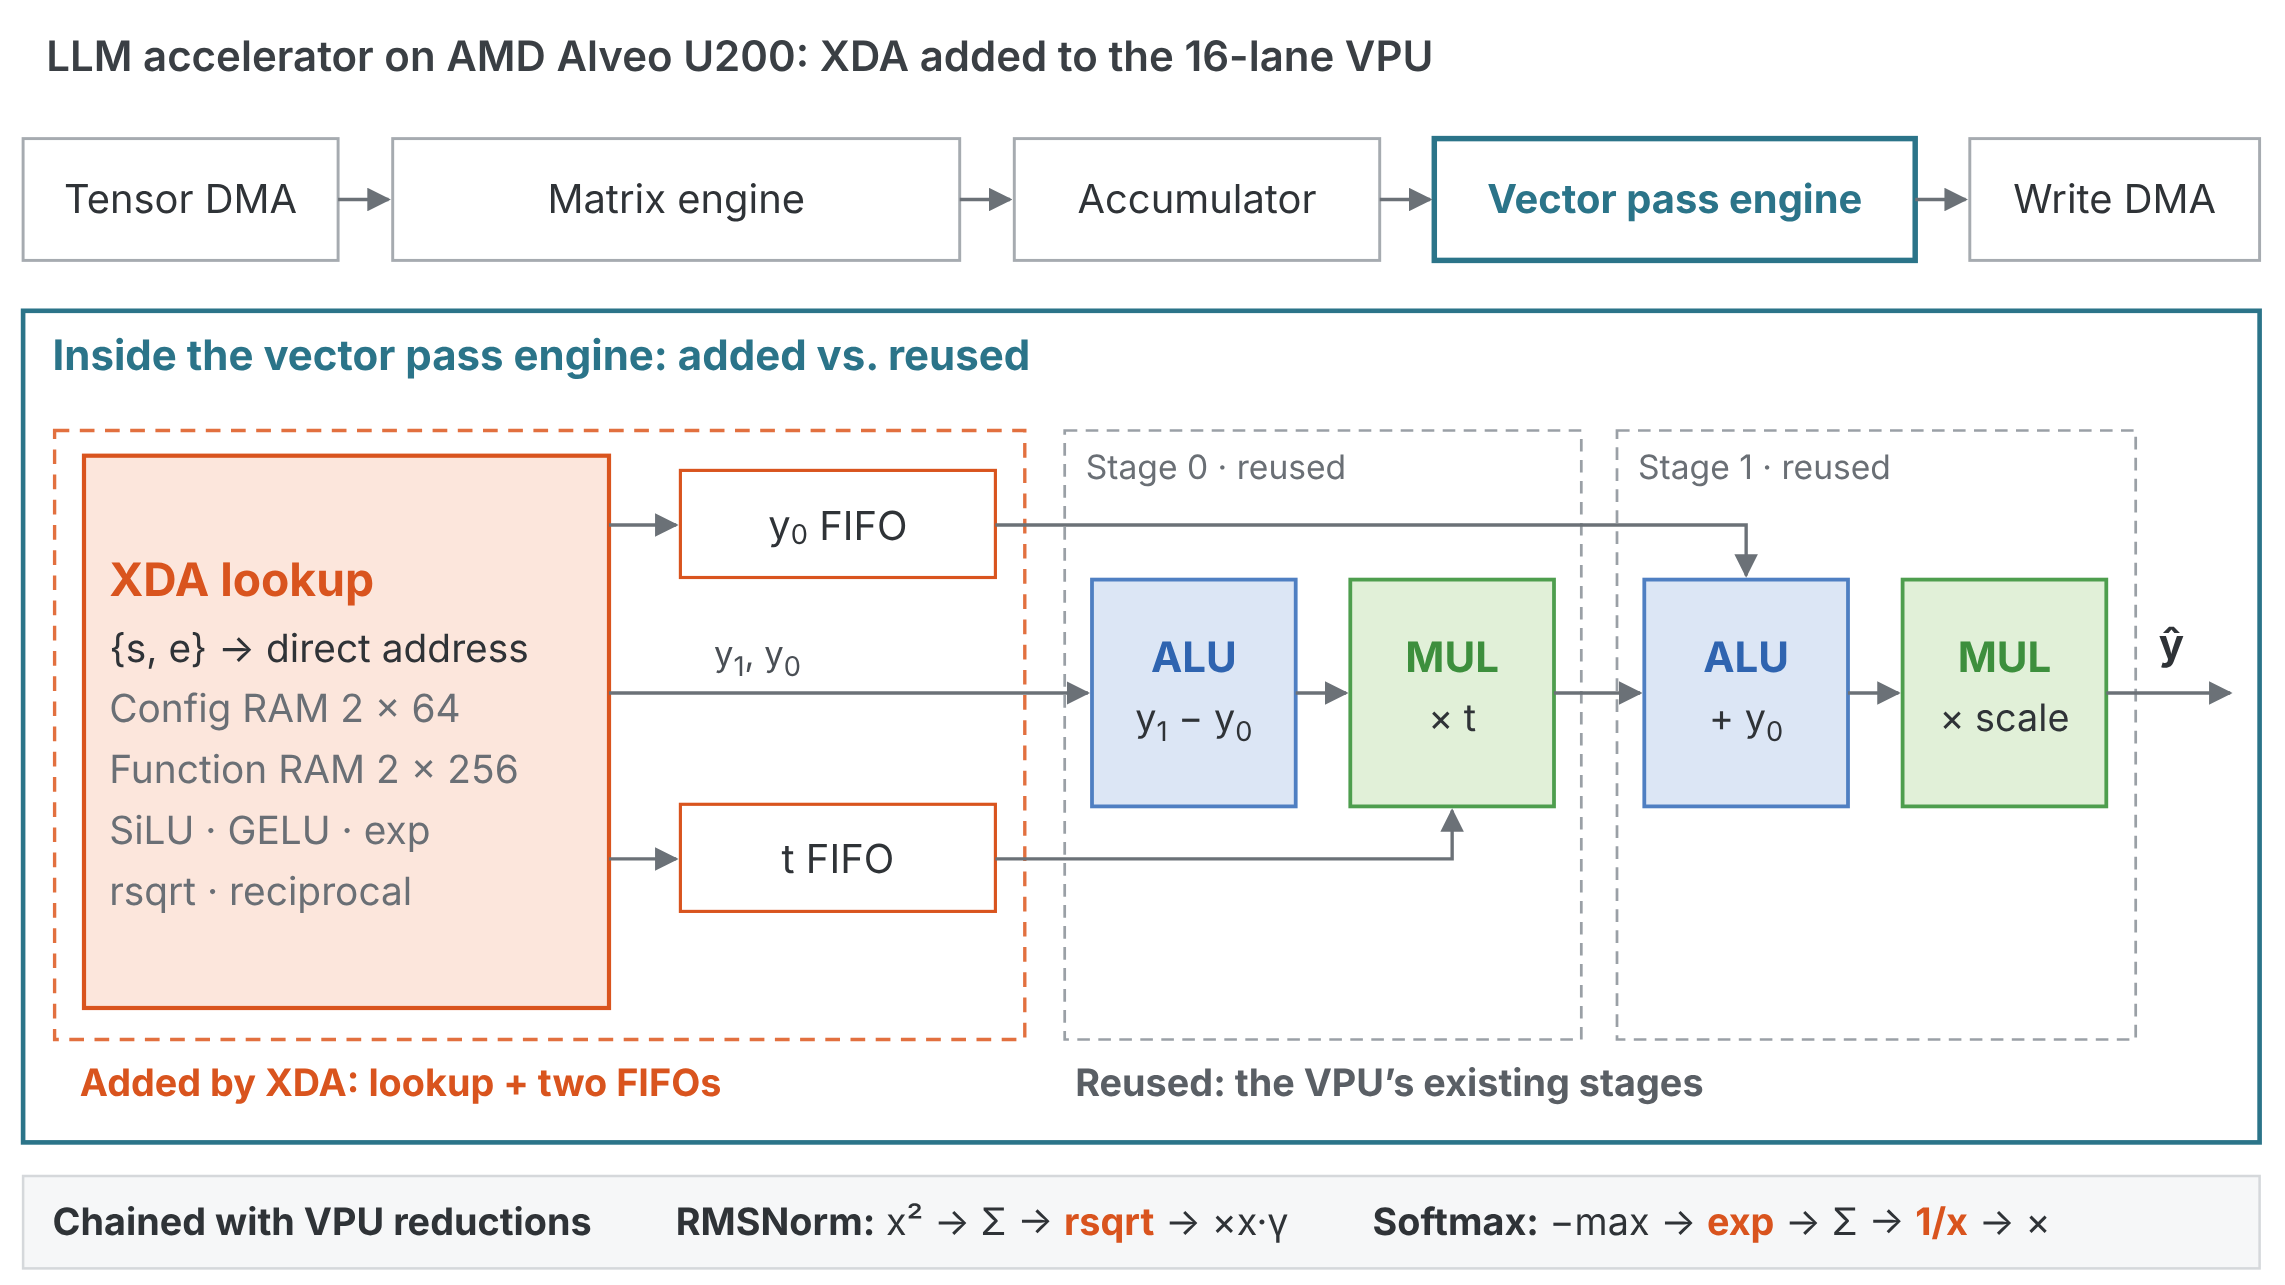 LLM accelerator on AMD Alveo U200: XDA added to the 16-lane VPU
Tensor DMA
Matrix engine
Accumulator
Vector pass engine
Write DMA
Inside the vector pass engine: added vs. reused
XDA lookup
{s, e} → direct address
Config RAM 2 × 64
Function RAM 2 × 256
SiLU · GELU · exp
rsqrt · reciprocal
y₀ FIFO
y₁, y₀
t FIFO
Added by XDA: lookup + two FIFOs
Stage 0 · reused
ALU
y₁ − y₀
MUL
× t
Stage 1 · reused
ALU
+ y₀
MUL
× scale
ŷ
Reused: the VPU’s existing stages
Chained with VPU reductions
RMSNorm: x² → Σ → rsqrt → ×x·γ
Softmax: −max → exp → Σ → 1/x → ×